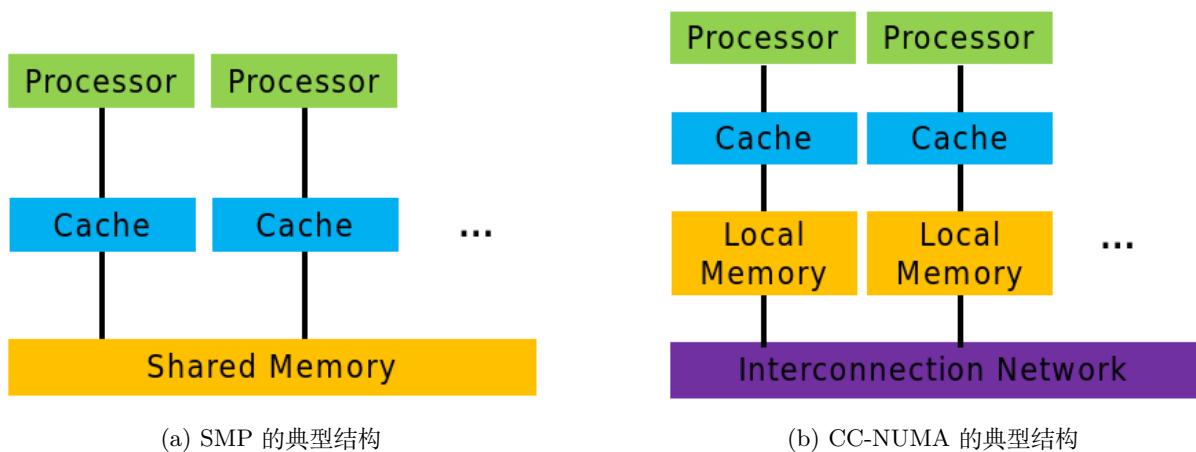 Processor
Processor
Cache
Cache
...
Shared Memory
(a) SMP 的典型结构
Processor
Processor
Cache
Cache
Local
Memory
Local
Memory
...
Interconnection Network
(b) CC-NUMA 的典型结构